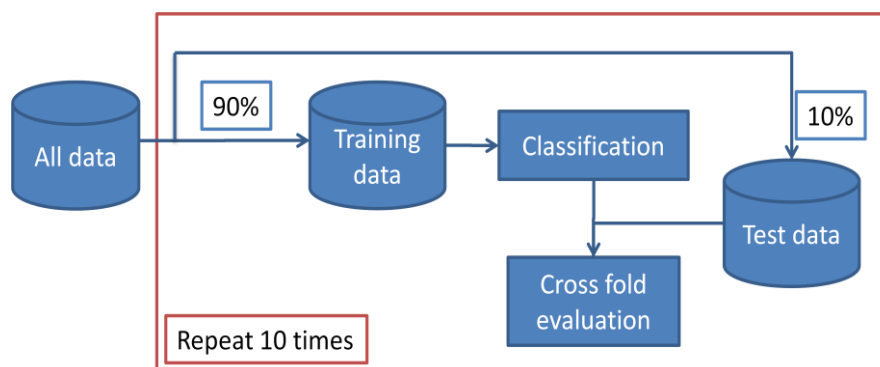 90%
10%
All data
Training
data
Classification
Test data
Cross fold
evaluation
Repeat 10 times